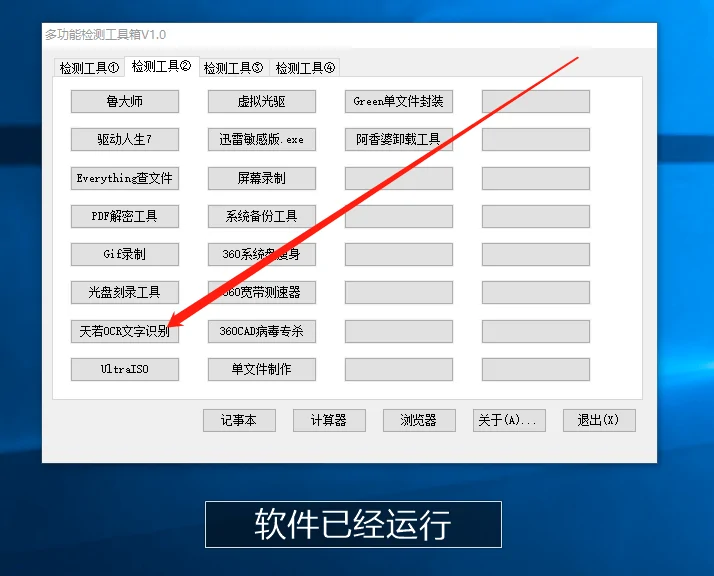 多功能检测工具箱V1.0
检测工具① 检测工具② 检测工具③ 检测工具④
鲁大师 虚拟光驱 Green单文件封装
驱动人生7 迅雷敏感版.exe 阿香婆卸载工具
Everything查文件 屏幕录制
PDF解密工具 系统备份工具
Gif录制 360系统盘瘦身
光盘刻录工具 360宽带测速器
天若OCR文字识别 360CAD病毒专杀
UltraISO 单文件制作
记事本 计算器 浏览器 关于(A)... 退出(X)
软件已经运行